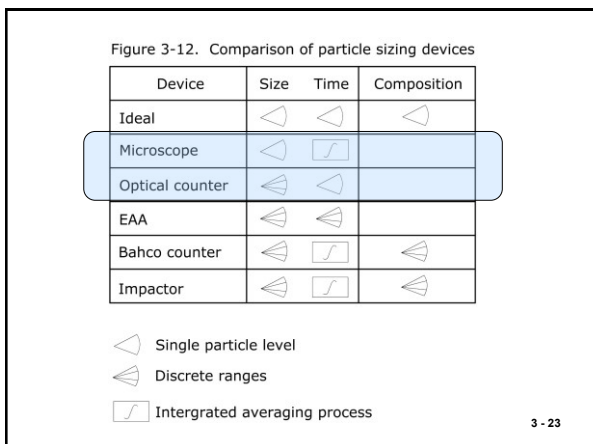 Figure 3-12. Comparison of particle sizing devices
Device Size Time Composition
Ideal
Microscope
Optical counter
EAA
Bahco counter
Impactor
Single particle level
Discrete ranges
Intergrated averaging process
3 - 23